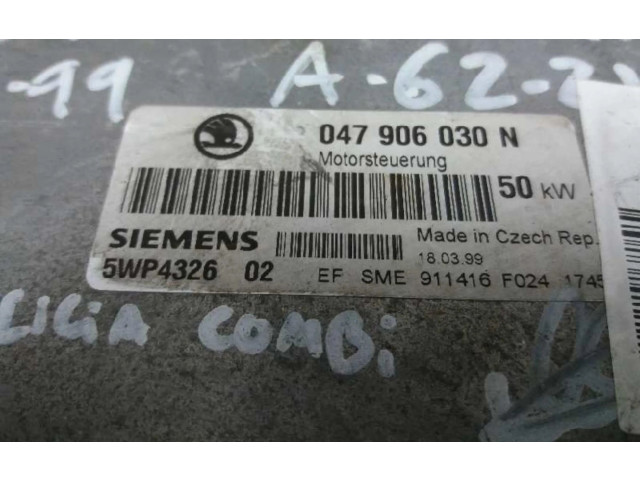 -99 A-62-2
047 906 030 N
Motorsteuerung
50 kW
SIEMENS Made in Czech Rep.
18.03.99
5WP4326 02 EF SME 911416 F024 1745
COMBi